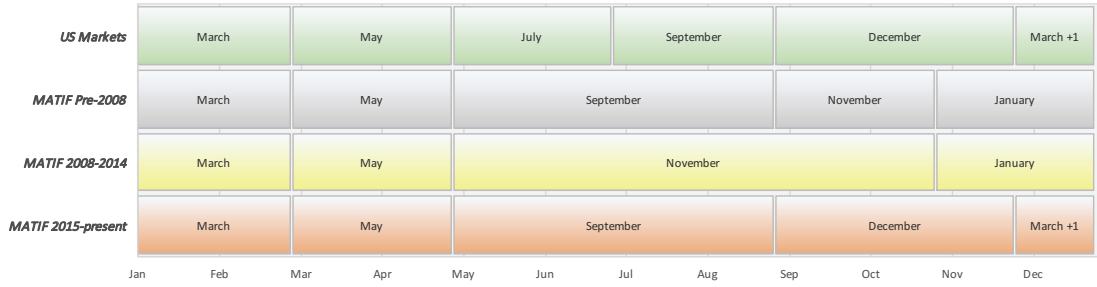 US Markets March May July September December March +1
MATIF Pre-2008 March May September November January
MATIF 2008-2014 March May November January
MATIF 2015-present March May September December March +1
Jan Feb Mar Apr May Jun Jul Aug Sep Oct Nov Dec